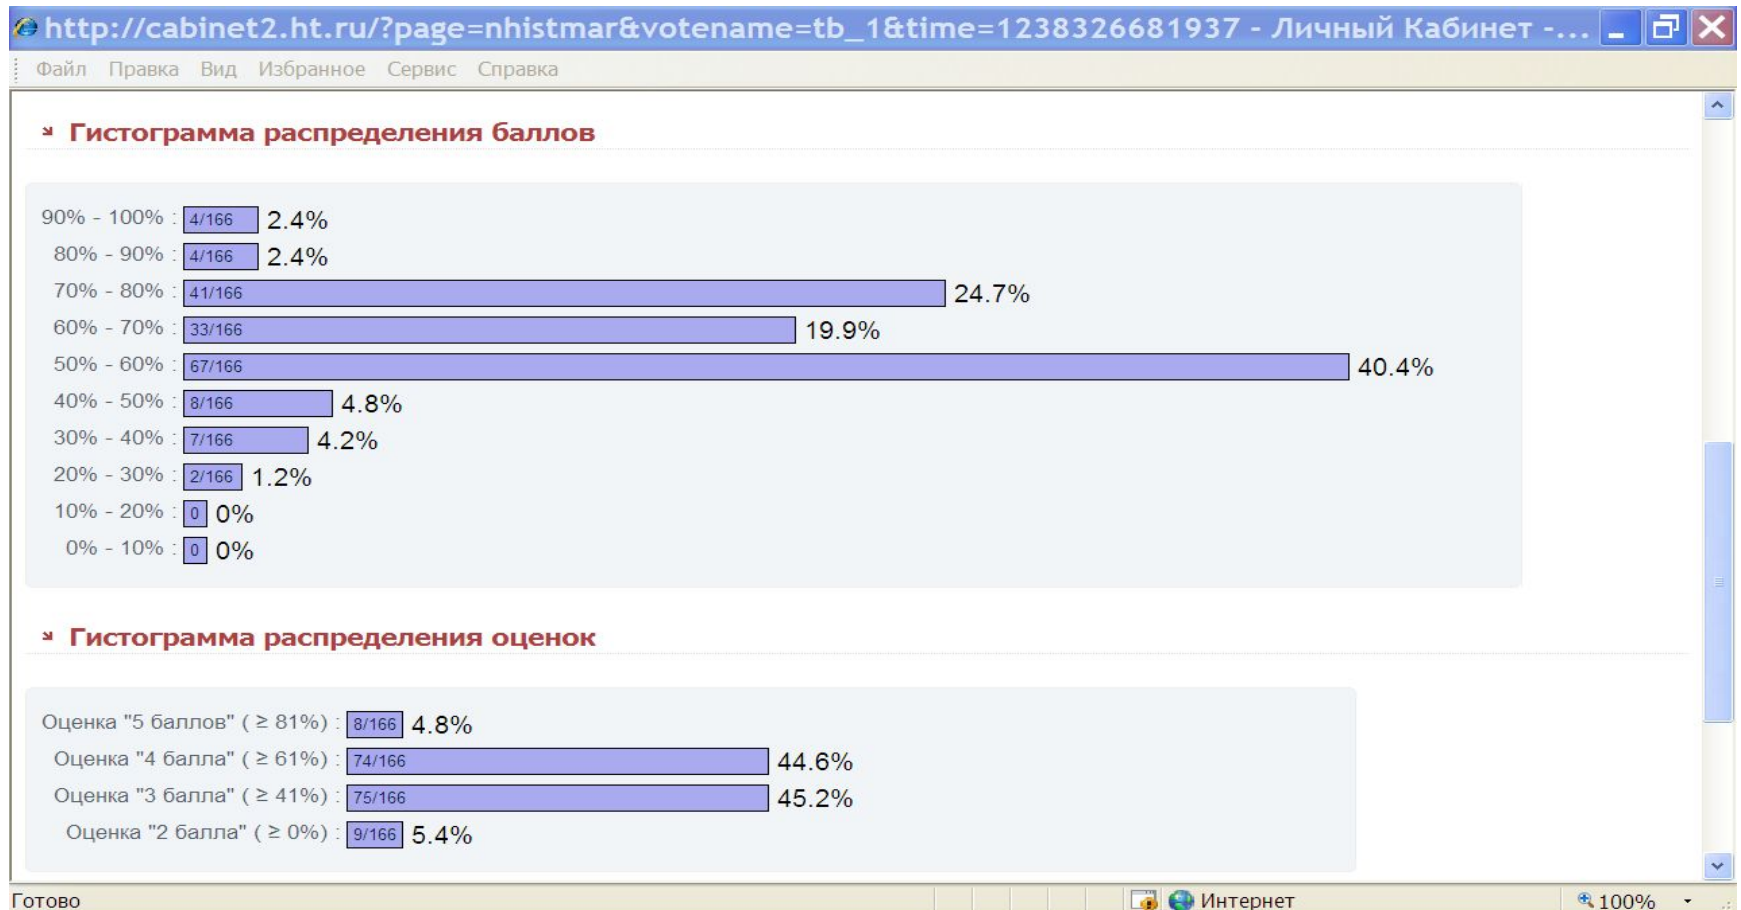 http://cabinet2.ht.ru/?page=nhistmar&votename=tb_1&time=1238326681937 - Личный Кабинет -...
Файл Правка Вид Избранное Сервис Справка
Гистограмма распределения баллов
90% - 100% : 4/166 2.4%
80% - 90% : 4/166 2.4%
70% - 80% : 41/166 24.7%
60% - 70% : 33/166 19.9%
50% - 60% : 67/166 40.4%
40% - 50% : 8/166 4.8%
30% - 40% : 7/166 4.2%
20% - 30% : 2/166 1.2%
10% - 20% : 0 0%
0% - 10% : 0 0%
Гистограмма распределения оценок
Оценка "5 баллов" ( ≥ 81%) : 8/166 4.8%
Оценка "4 балла" ( ≥ 61%) : 74/166 44.6%
Оценка "3 балла" ( ≥ 41%) : 75/166 45.2%
Оценка "2 балла" ( ≥ 0%) : 9/166 5.4%
Готово Интернет 100%